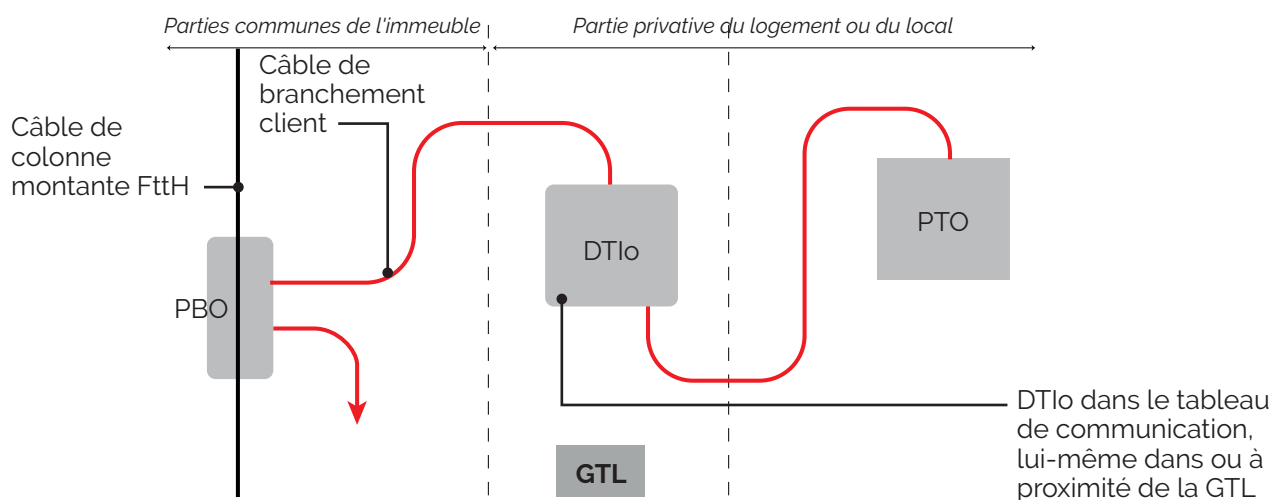 Parties communes de l'immeuble
Partie privative du logement ou du local
Câble de
branchement
client
Câble de
colonne
montante FttH
PBO
DTIo
PTO
DTIo dans le tableau
de communication,
lui-même dans ou à
proximité de la GTL
GTL